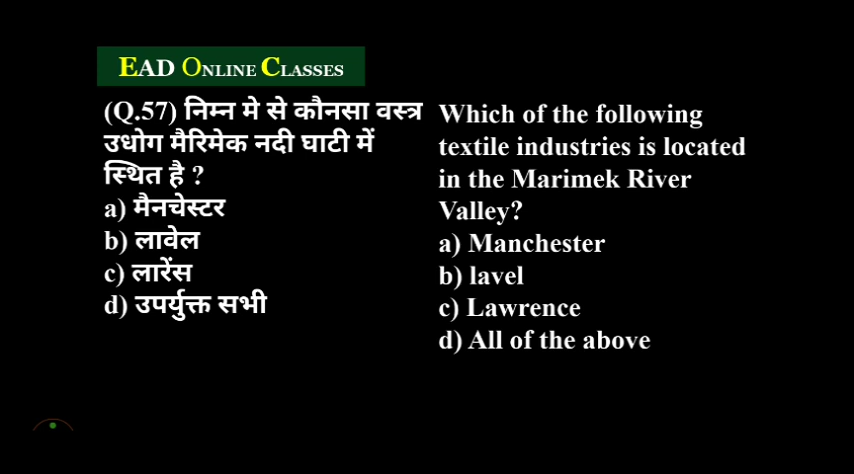 EAD ONLINE CLASSES
(Q.57) निम्न मे से कौनसा वस्त्र
उधोग मैरिमेक नदी घाटी में
स्थित है ?
a) मैनचेस्टर
b) लावेल
c) लारेंस
d) उपर्युक्त सभी
Which of the following
textile industries is located
in the Marimek River
Valley?
a) Manchester
b) lavel
c) Lawrence
d) All of the above